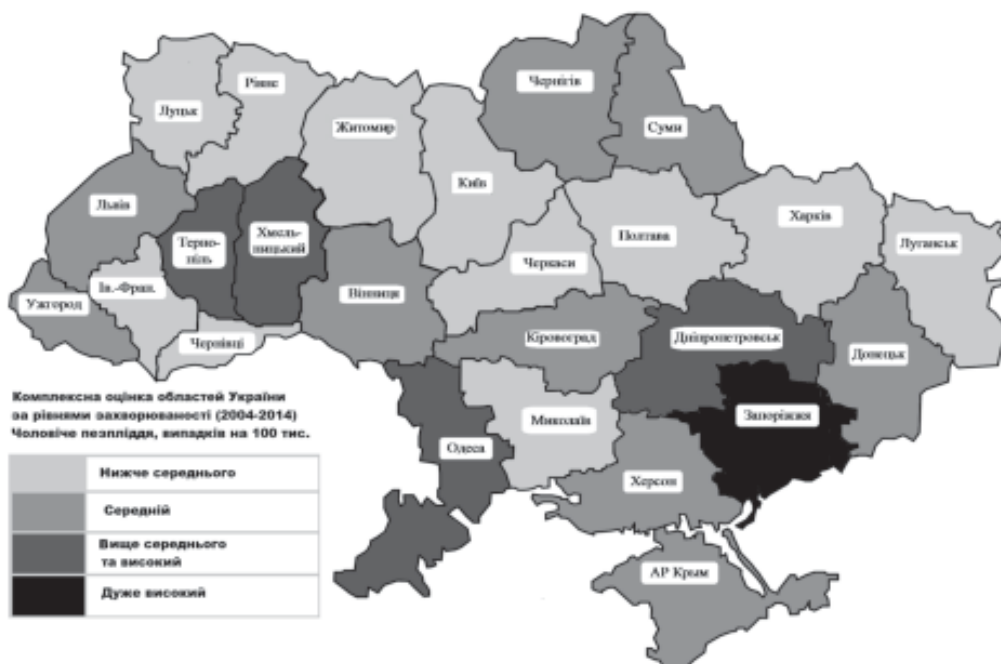 Чернігів
Рівне
Луцьк
Житомир
Суми
Київ
Львів
Харків
Хмель-
ницький
Терно-
піль
Полтава
Луганськ
Черкаси
Ів.-Фран.
Вінниця
Ужгород
Кіровоград
Дніпропетровськ
Чернівці
Донецьк
Комплексна оцінка областей України
за рівнями захворюваності (2004-2014)
Чоловіче безпліддя, випадків на 100 тис.
Запоріжжя
Миколаїв
Одеса
Нижче середнього
Херсон
Середній
Вище середнього
та високий
АР Крым
Дуже високий